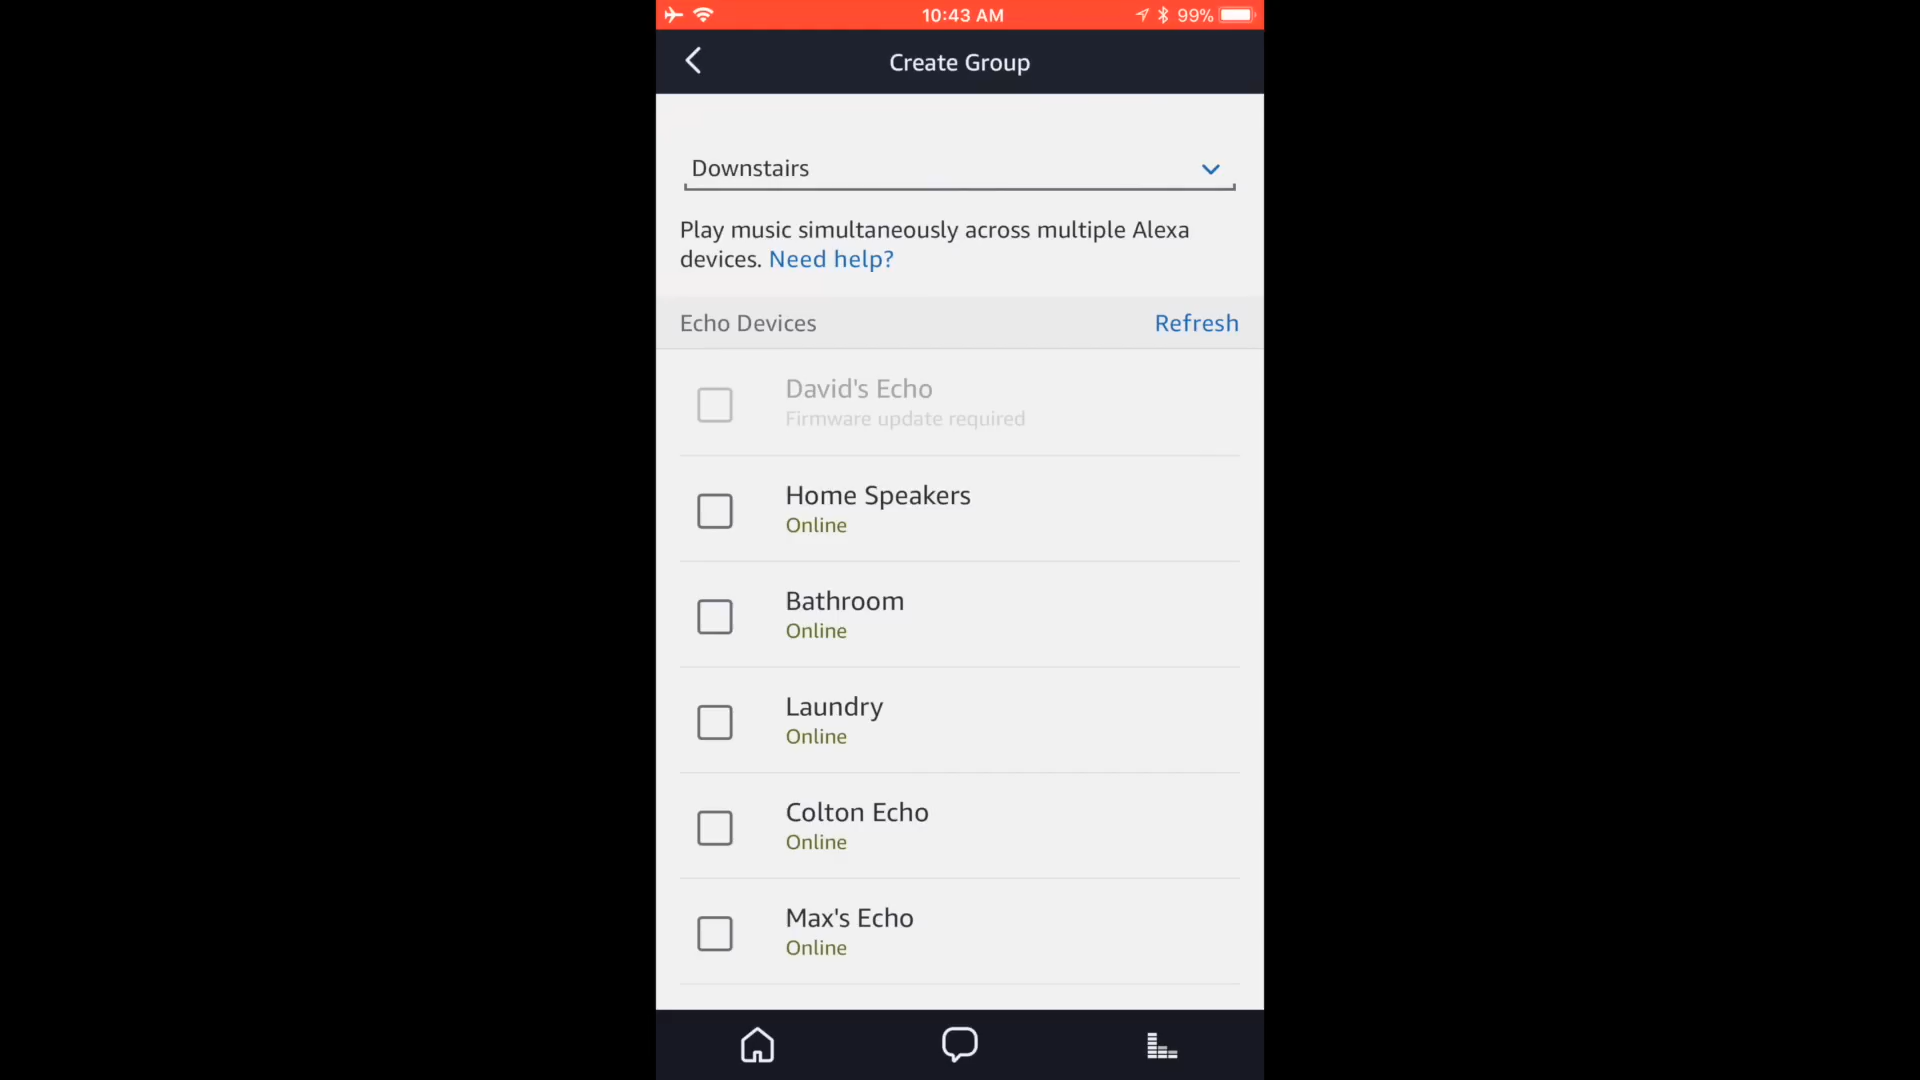 10:43 AM
99%
Create Group
Downstairs
Play music simultaneously across multiple Alexa
devices. Need help?
Echo Devices
Refresh
David's Echo
Firmware update required
Home Speakers
Online
Bathroom
Online
Laundry
Online
Colton Echo
Online
Max's Echo
Online